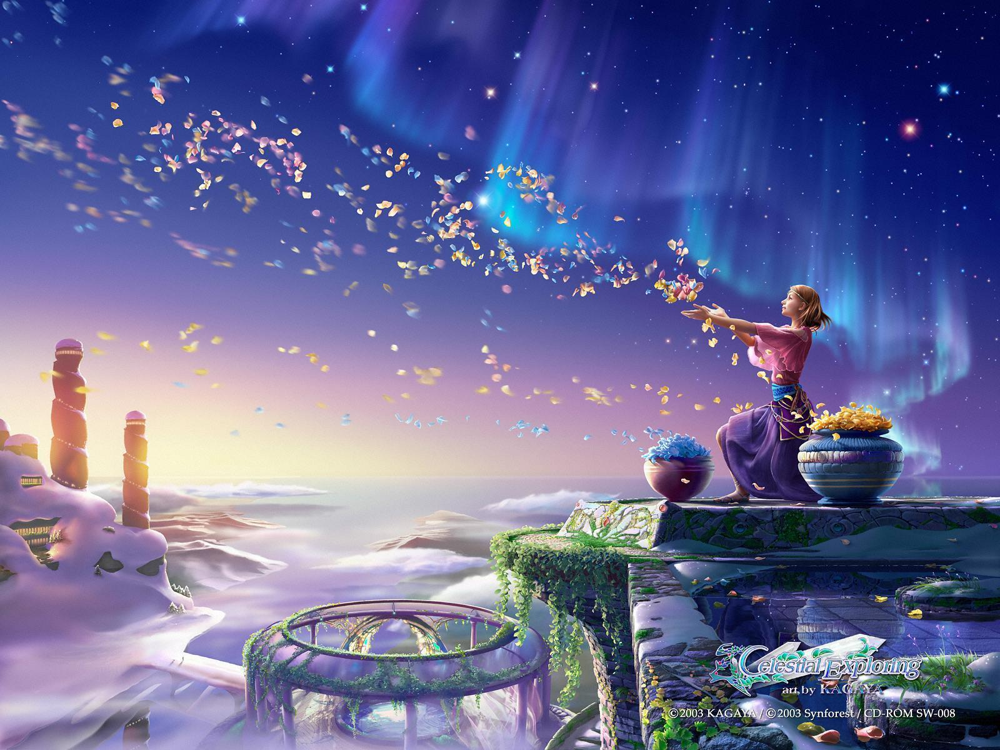 Celestial Exploring
art by KAGAYA
©2003 KAGAYA / ©2003 Synforest / CD-ROM SW-008